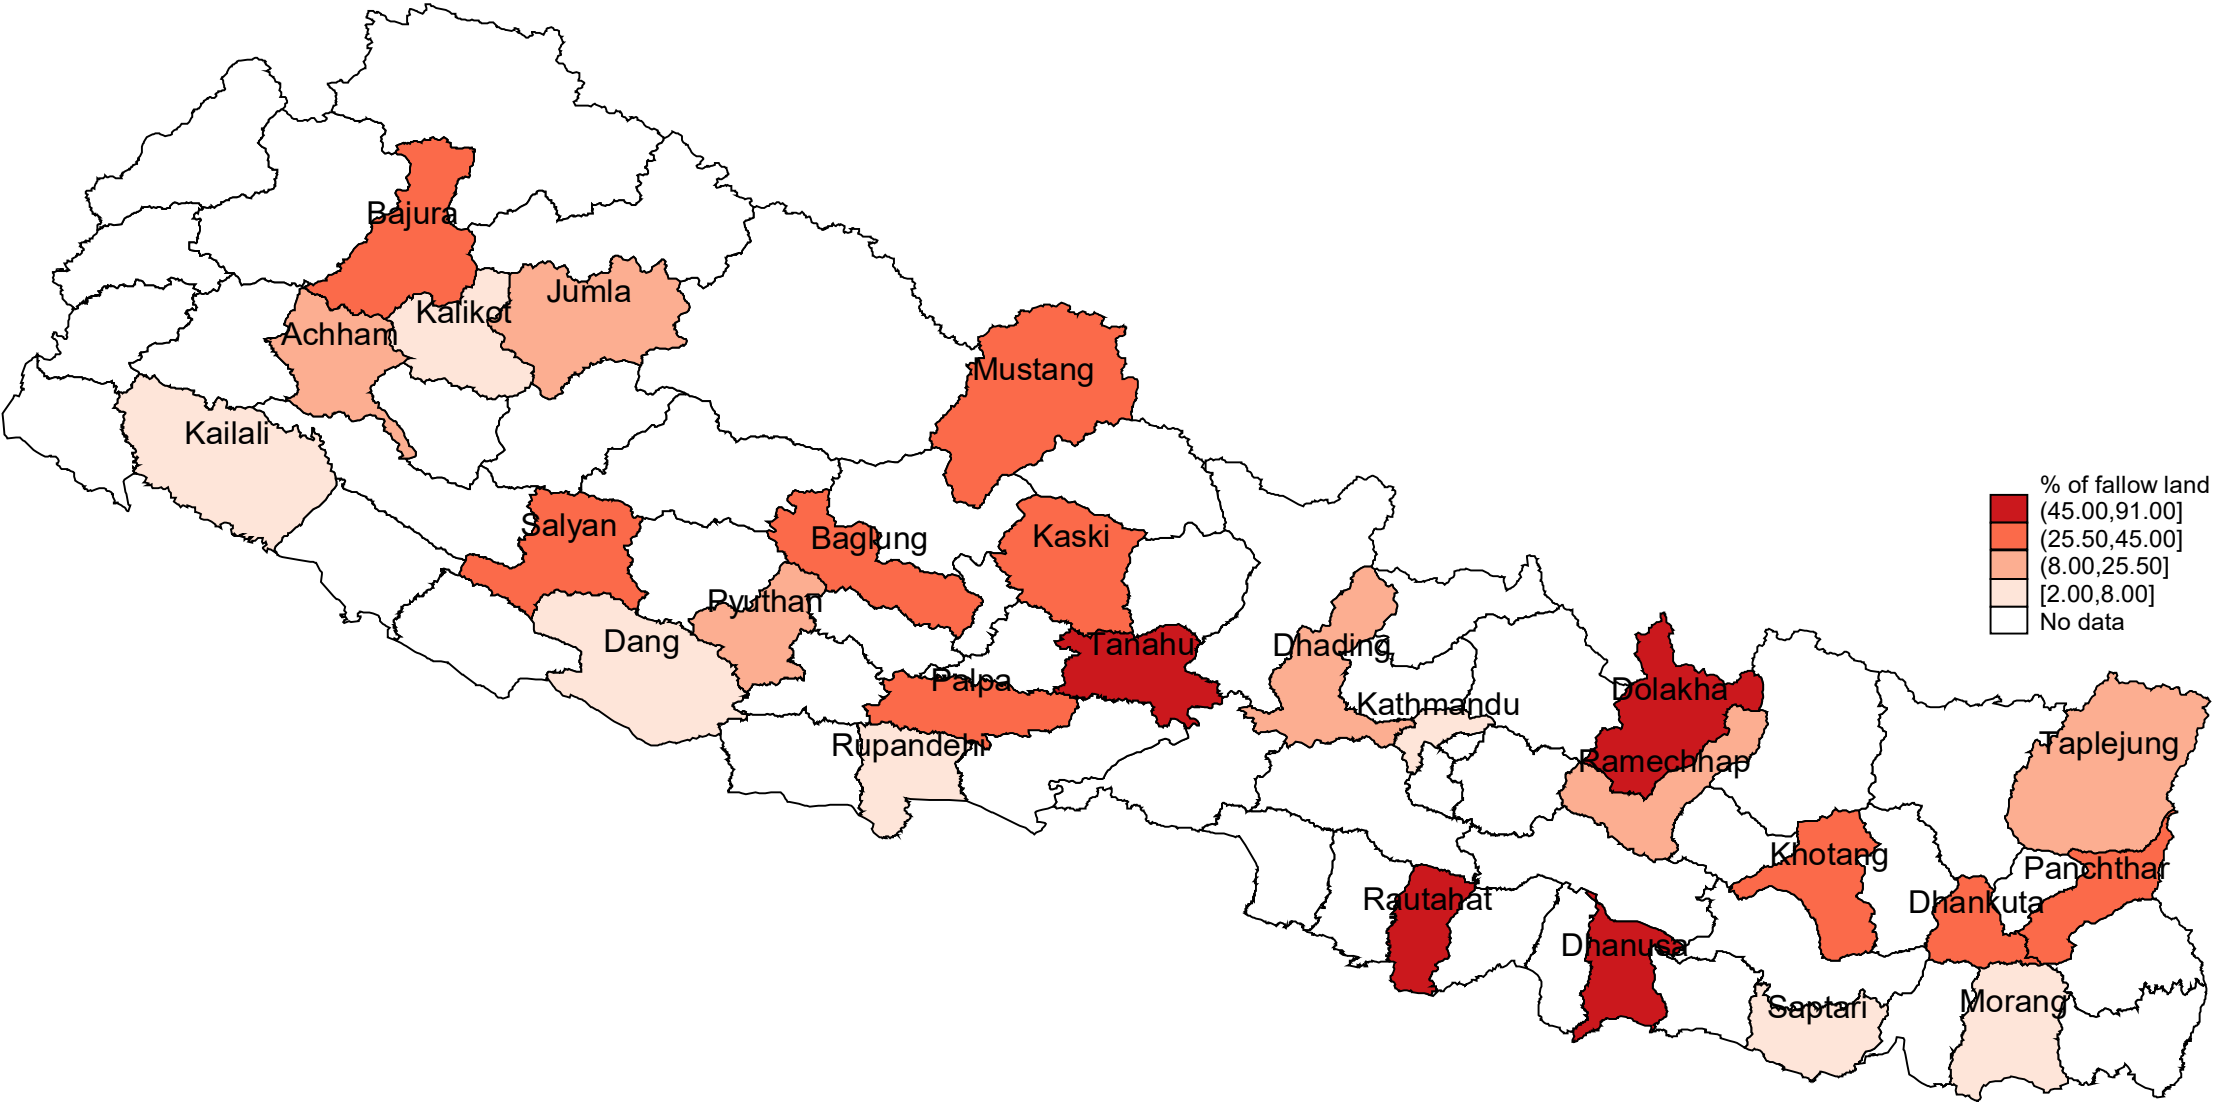 Bajura
Jumla
Kalikot
Achham
Mustang
Kailali
% of fallow land
(45.00,91.00]
(25.50,45.00]
(8.00,25.50]
[2.00,8.00]
No data
Salyan
Baglung
Kaski
Pyuthan
Dang
Tanahu
Dhading
Palpa
Dolakha
Kathmandu
Rupandehi
Taplejung
Ramechhap
Khotang
Panchthar
Rautahat
Dhankuta
Dhanusa
Saptari
Morang